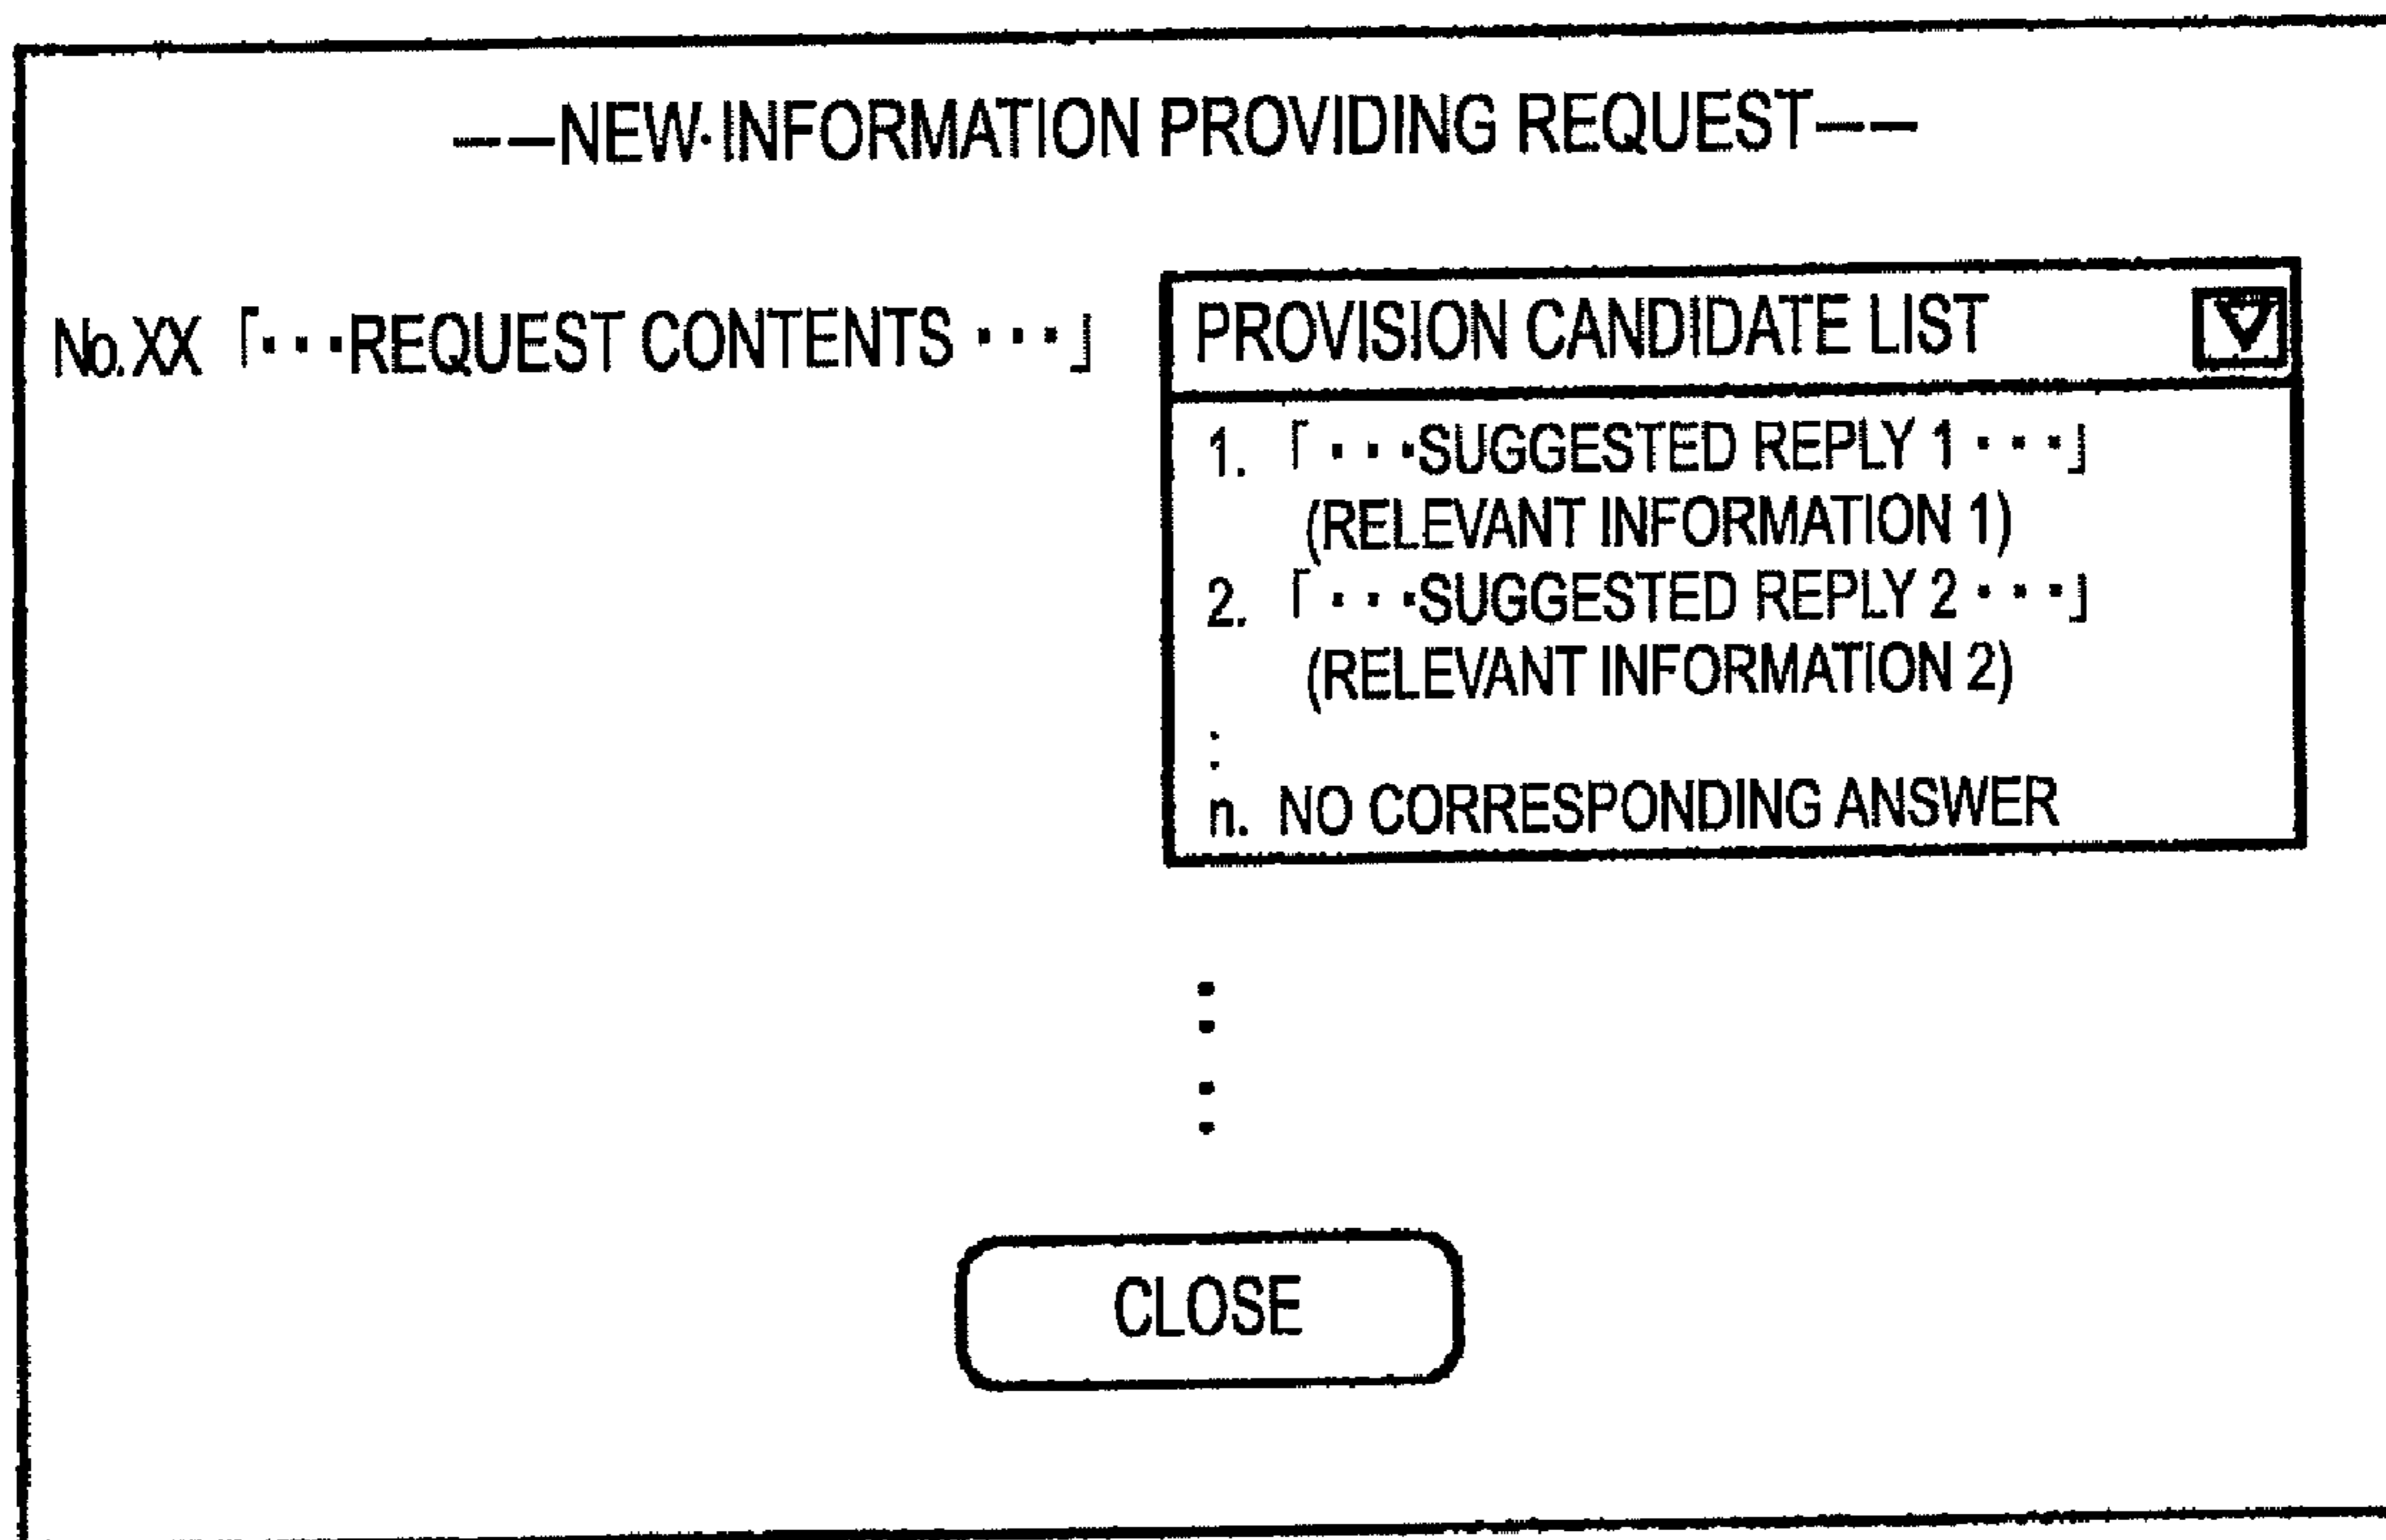 ——NEW INFORMATION PROVIDING REQUEST——
No.XX 「···REQUEST CONTENTS ···」
PROVISION CANDIDATE LIST
1. 「···SUGGESTED REPLY 1 ···」
(RELEVANT INFORMATION 1)
2. 「···SUGGESTED REPLY 2 ···」
(RELEVANT INFORMATION 2)
:
n. NO CORRESPONDING ANSWER
:
:
CLOSE